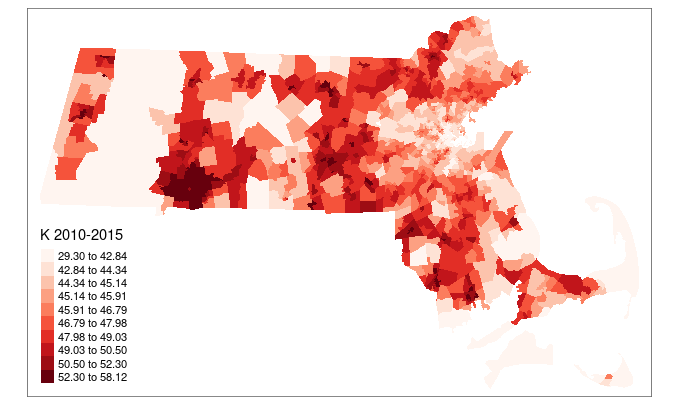 K 2010-2015
29.30 to 42.84
42.84 to 44.34
44.34 to 45.14
45.14 to 45.91
45.91 to 46.79
46.79 to 47.98
47.98 to 49.03
49.03 to 50.50
50.50 to 52.30
52.30 to 58.12